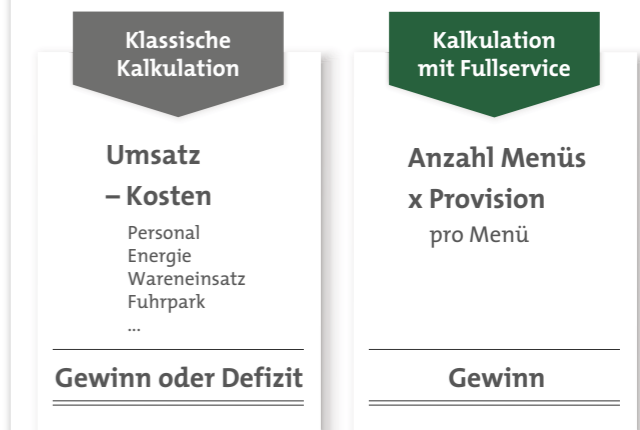 Klassische
Kalkulation
Umsatz
– Kosten
Personal
Energie
Wareneinsatz
Fuhrpark
...
Gewinn oder Defizit
Kalkulation
mit Fullservice
Anzahl Menüs
x Provision
pro Menü
Gewinn